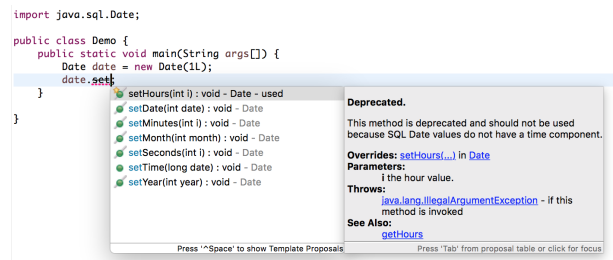 import java.sql.Date;
public class Demo {
public static void main(String args[]) {
Date date = new Date(1L);
date.set;
}
}
setHours(int i) : void - Date - used
setDate(int date) : void - Date
setMinutes(int i) : void - Date
setMonth(int month) : void - Date
setSeconds(int i) : void - Date
setTime(long date) : void - Date
setYear(int year) : void - Date
Press '^Space' to show Template Proposals
Deprecated.
This method is deprecated and should not be used
because SQL Date values do not have a time component.
Overrides: setHours(...) in Date
Parameters:
i the hour value.
Throws:
java.lang.IllegalArgumentException - if this
method is invoked
See Also:
getHours
Press 'Tab' from proposal table or click for focus